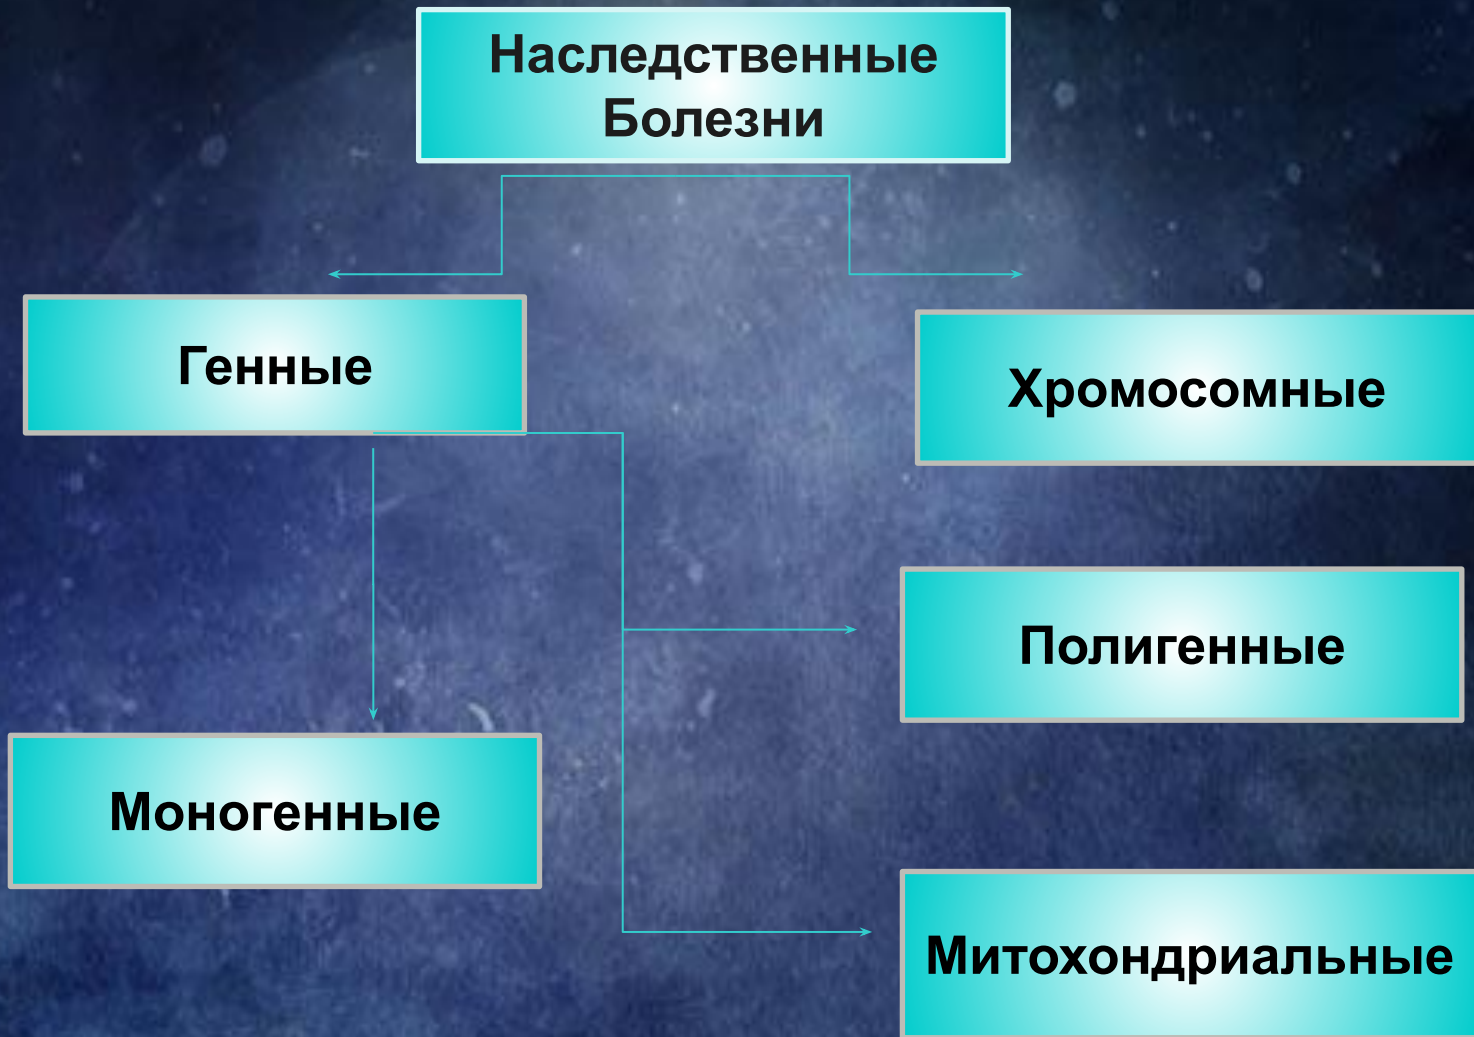 Наследственные
Болезни
Генные
Хромосомные
Полигенные
Моногенные
Митохондриальные